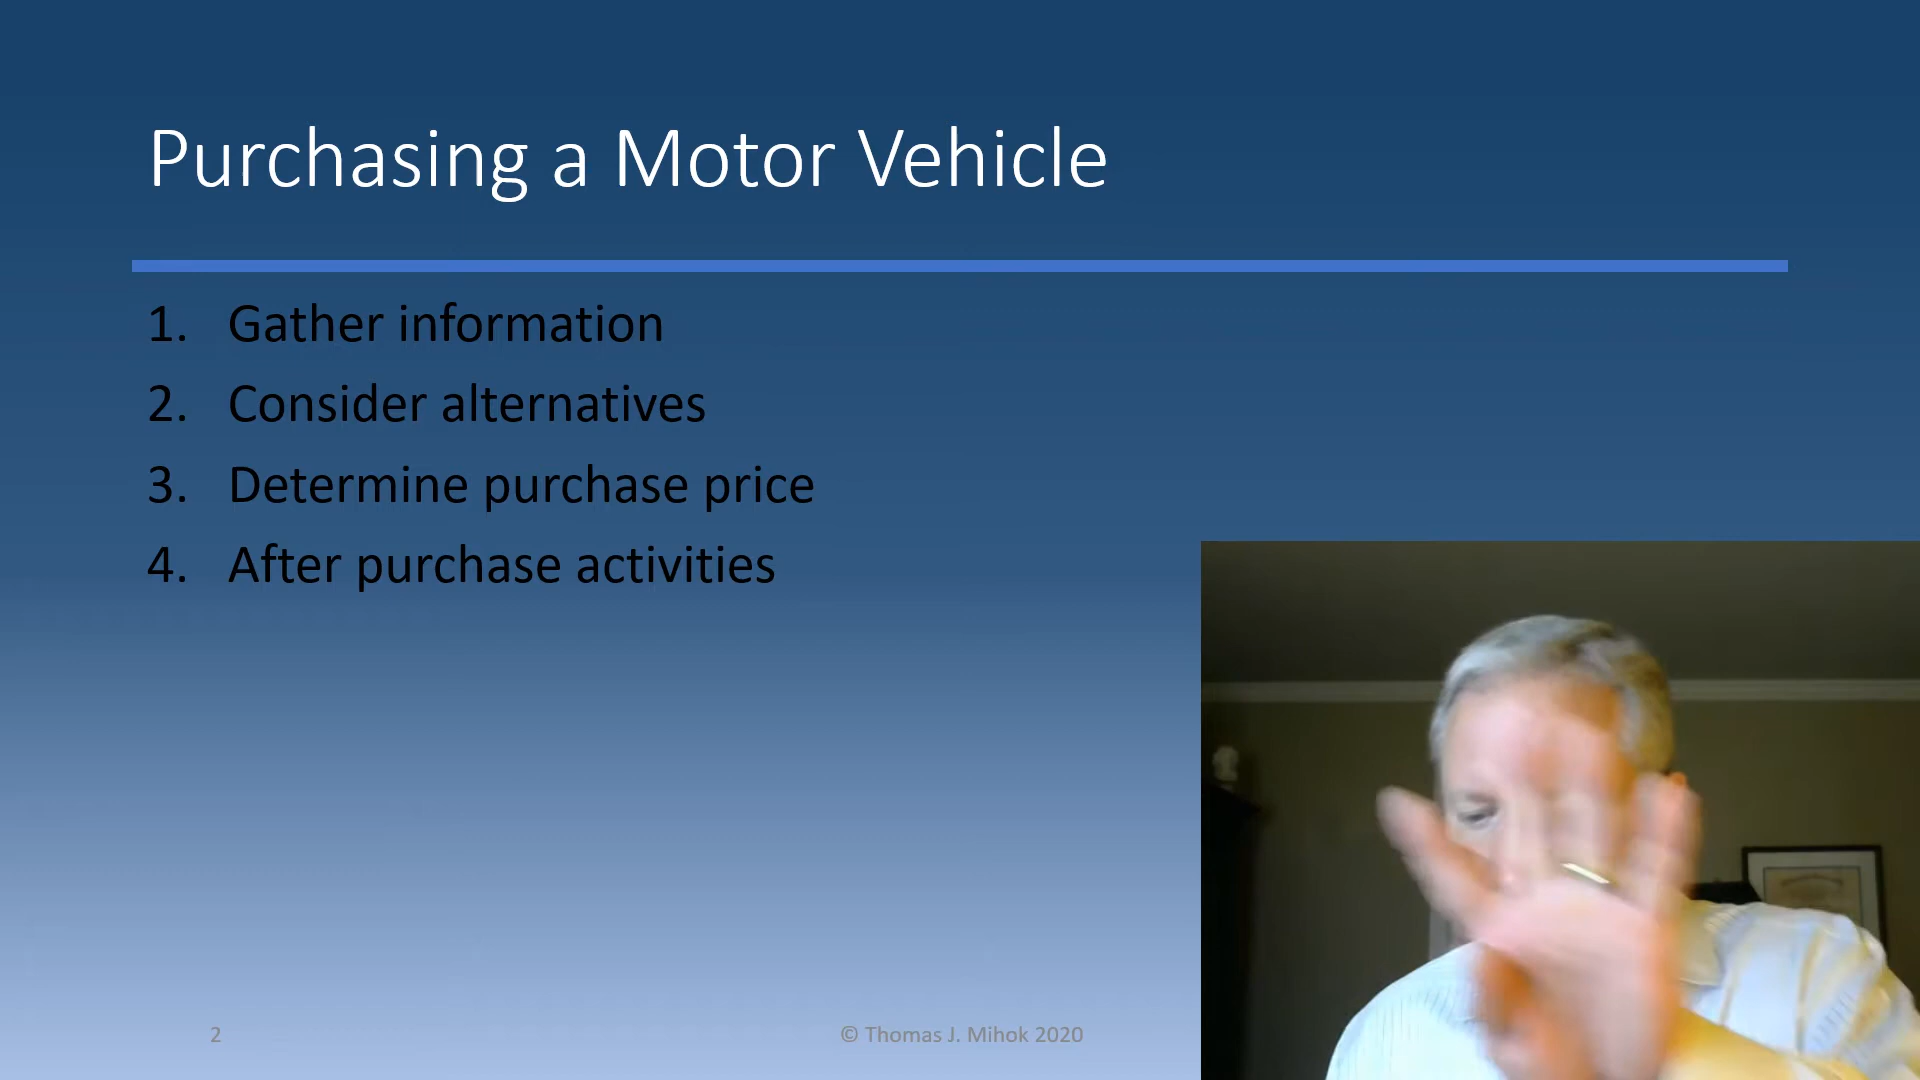 Purchasing a Motor Vehicle
1. Gather information
2. Consider alternatives
3. Determine purchase price
4. After purchase activities
2
© Thomas J. Mihok 2020